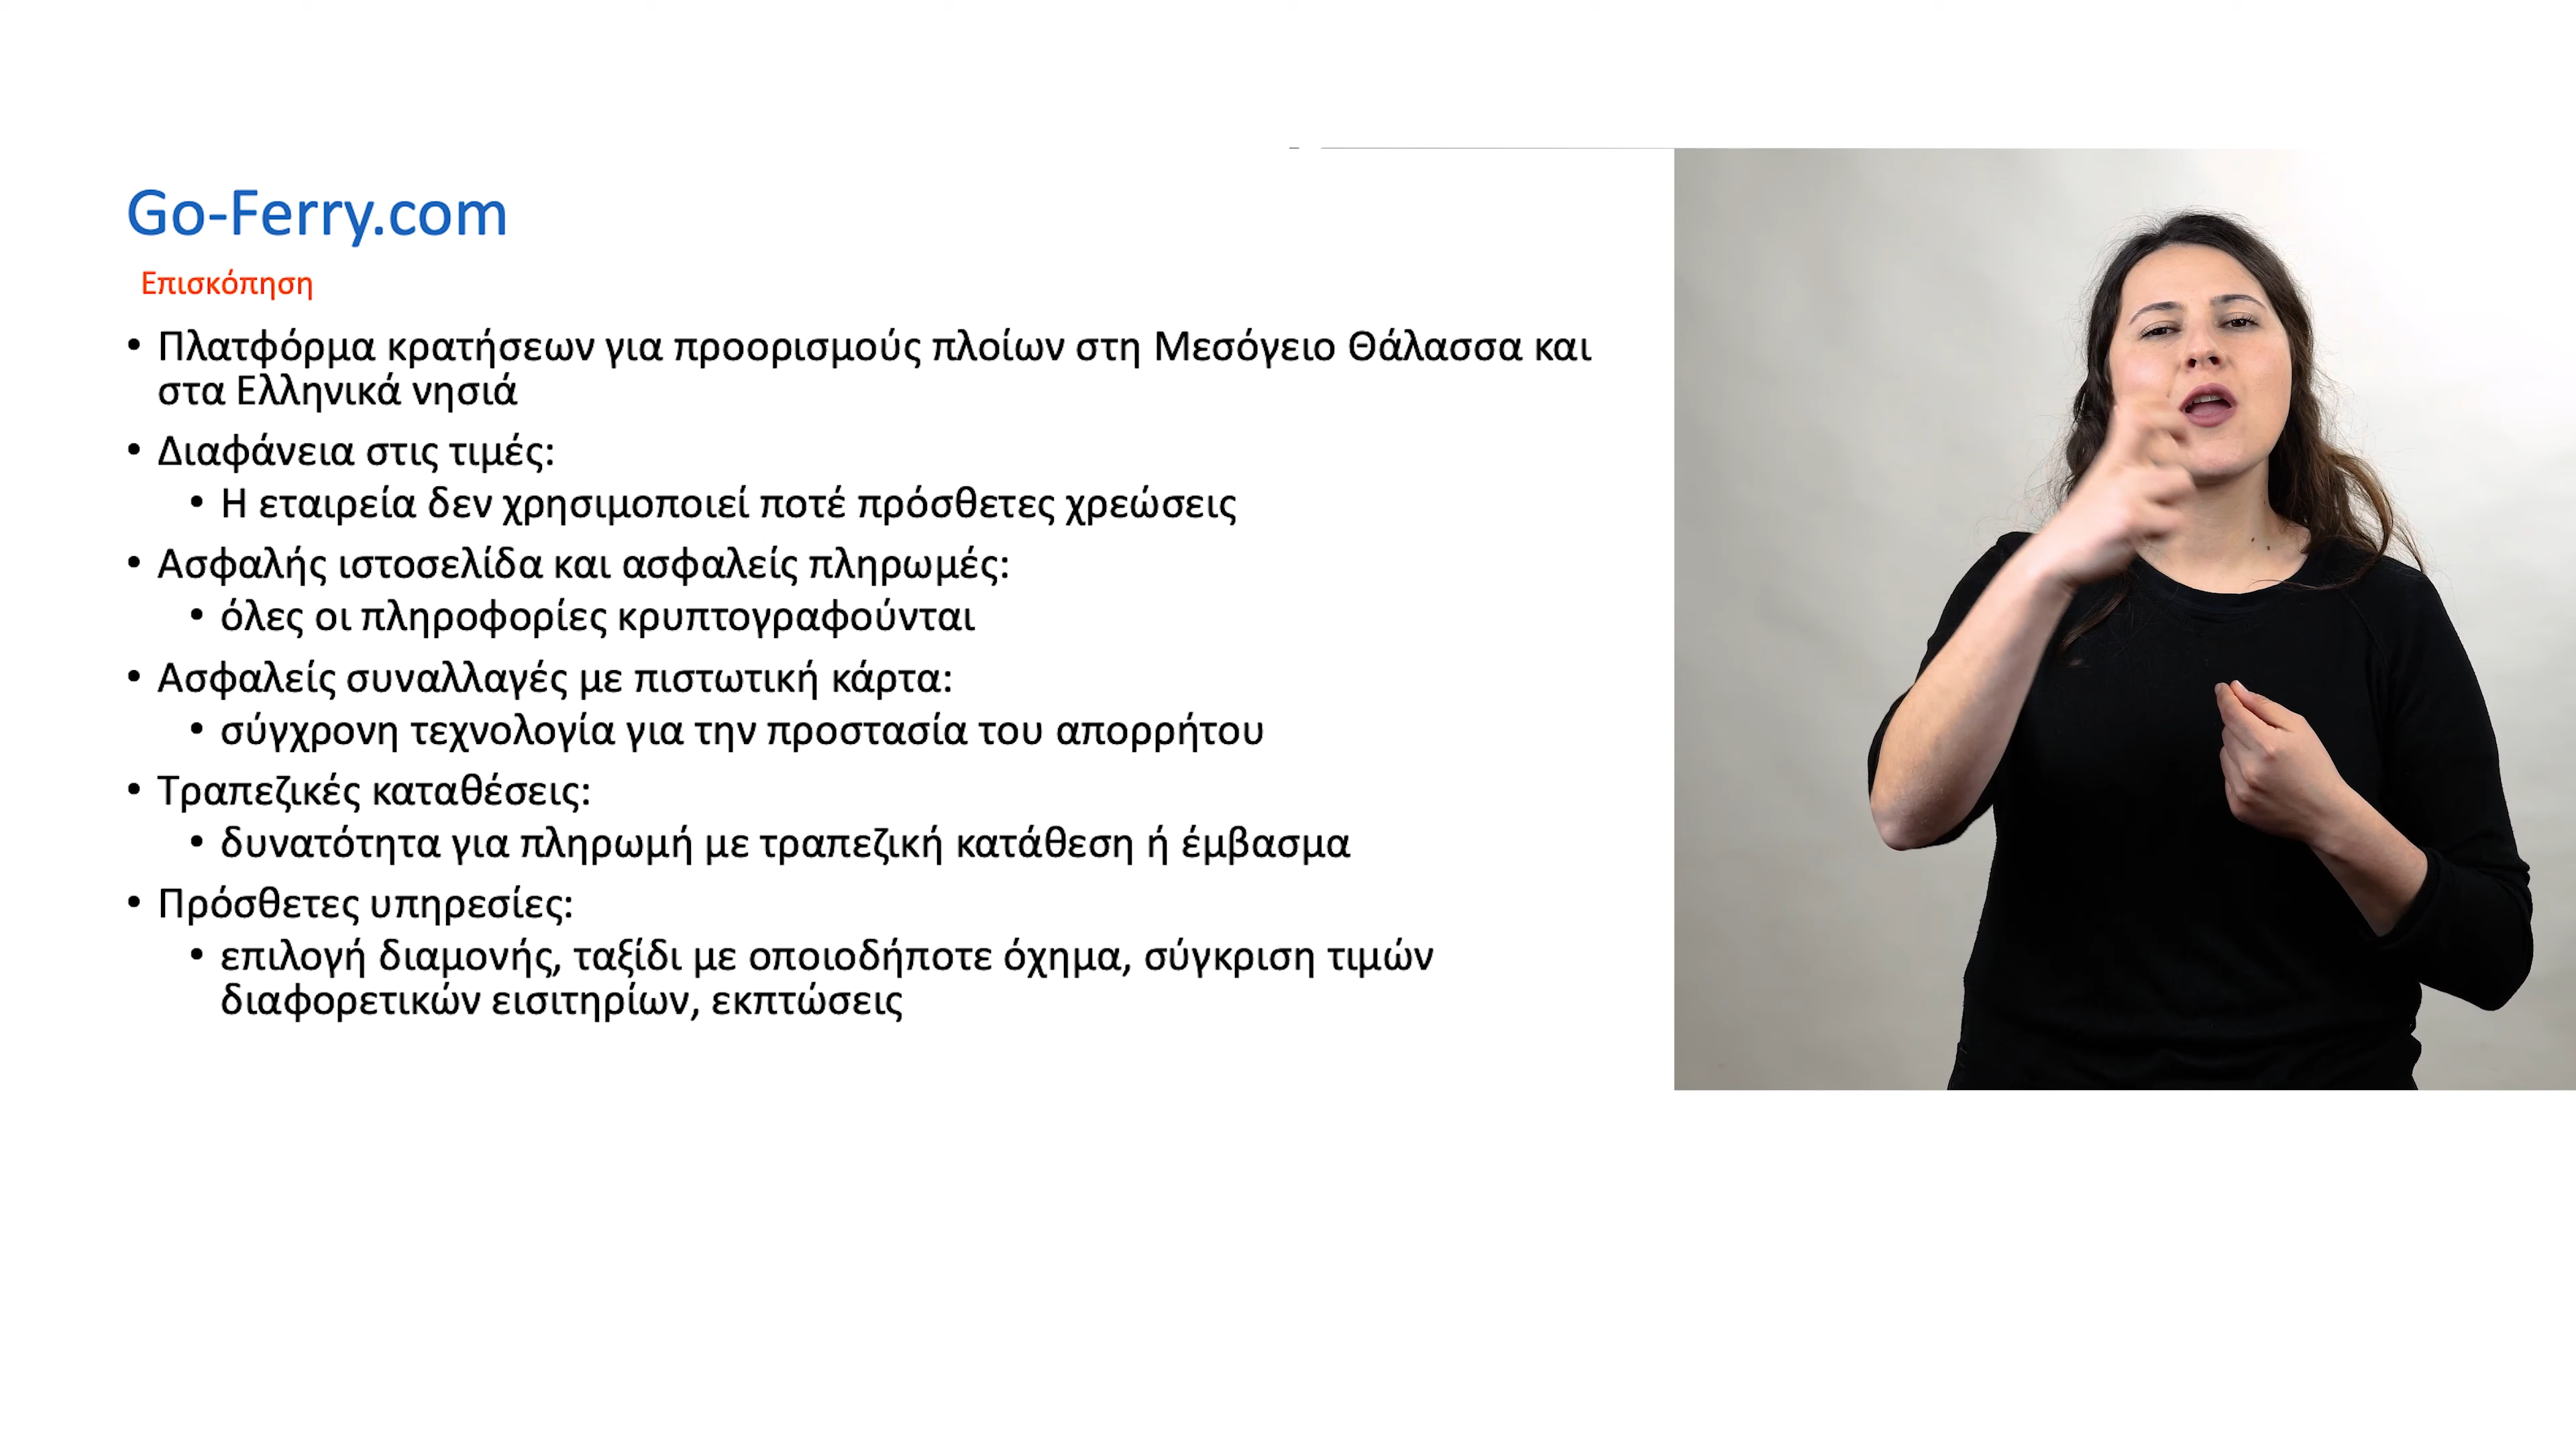 Go-Ferry.com
Επισκόπηση
• Πλατφόρμα κρατήσεων για προορισμούς πλοίων στη Μεσόγειο Θάλασσα και
στα Ελληνικά νησιά
• Διαφάνεια στις τιμές:
• Η εταιρεία δεν χρησιμοποιεί ποτέ πρόσθετες χρεώσεις
• Ασφαλής ιστοσελίδα και ασφαλείς πληρωμές:
• όλες οι πληροφορίες κρυπτογραφούνται
• Ασφαλείς συναλλαγές με πιστωτική κάρτα:
• σύγχρονη τεχνολογία για την προστασία του απορρήτου
• Τραπεζικές καταθέσεις:
• δυνατότητα για πληρωμή με τραπεζική κατάθεση ή έμβασμα
• Πρόσθετες υπηρεσίες:
• επιλογή διαμονής, ταξίδι με οποιοδήποτε όχημα, σύγκριση τιμών
διαφορετικών εισιτηρίων, εκπτώσεις